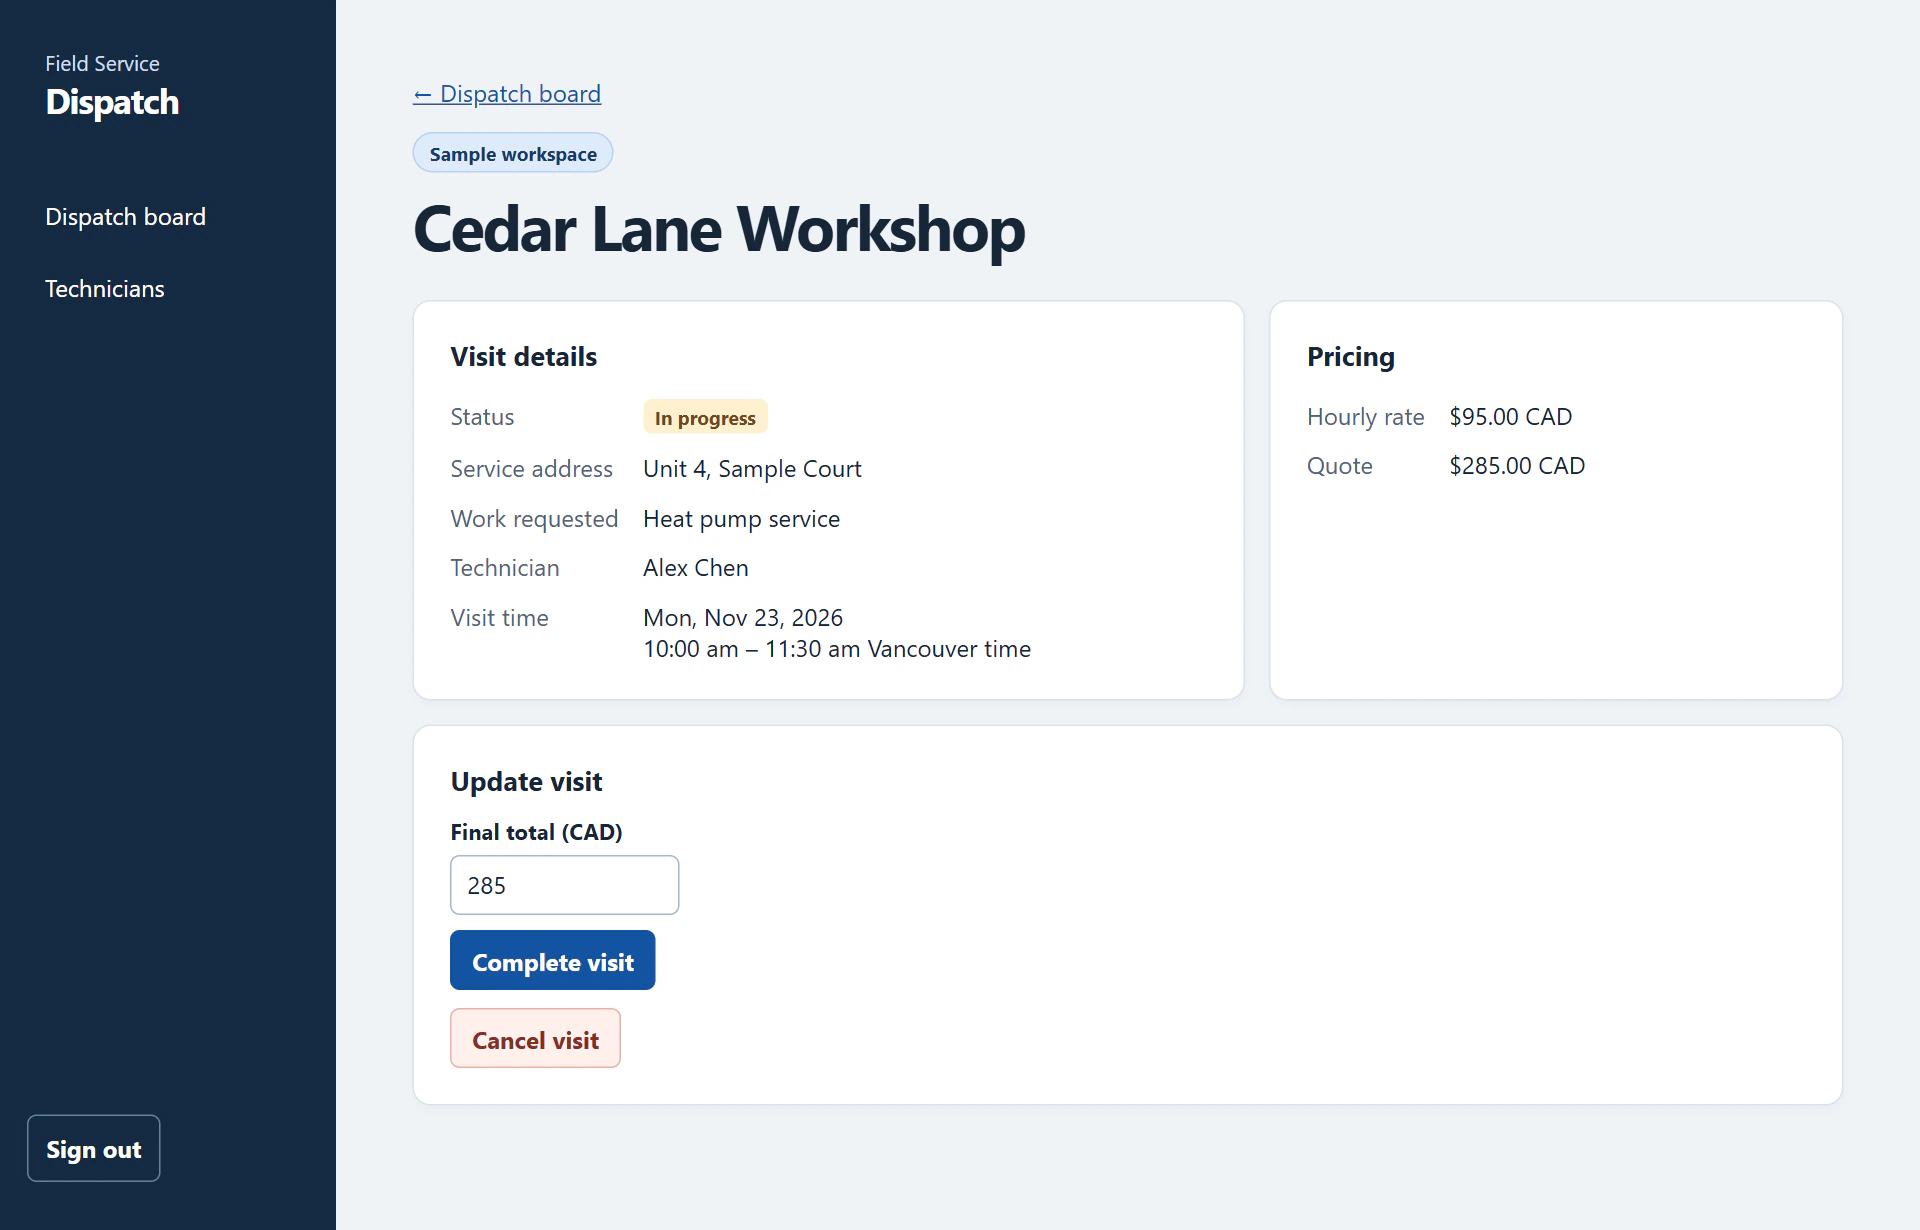 Field Service
Dispatch
Dispatch board
Technicians
Sign out
← Dispatch board
Sample workspace
Cedar Lane Workshop
Visit details
Status In progress
Service address Unit 4, Sample Court
Work requested Heat pump service
Technician Alex Chen
Visit time Mon, Nov 23, 2026
10:00 am – 11:30 am Vancouver time
Pricing
Hourly rate $95.00 CAD
Quote $285.00 CAD
Update visit
Final total (CAD)
285
Complete visit
Cancel visit